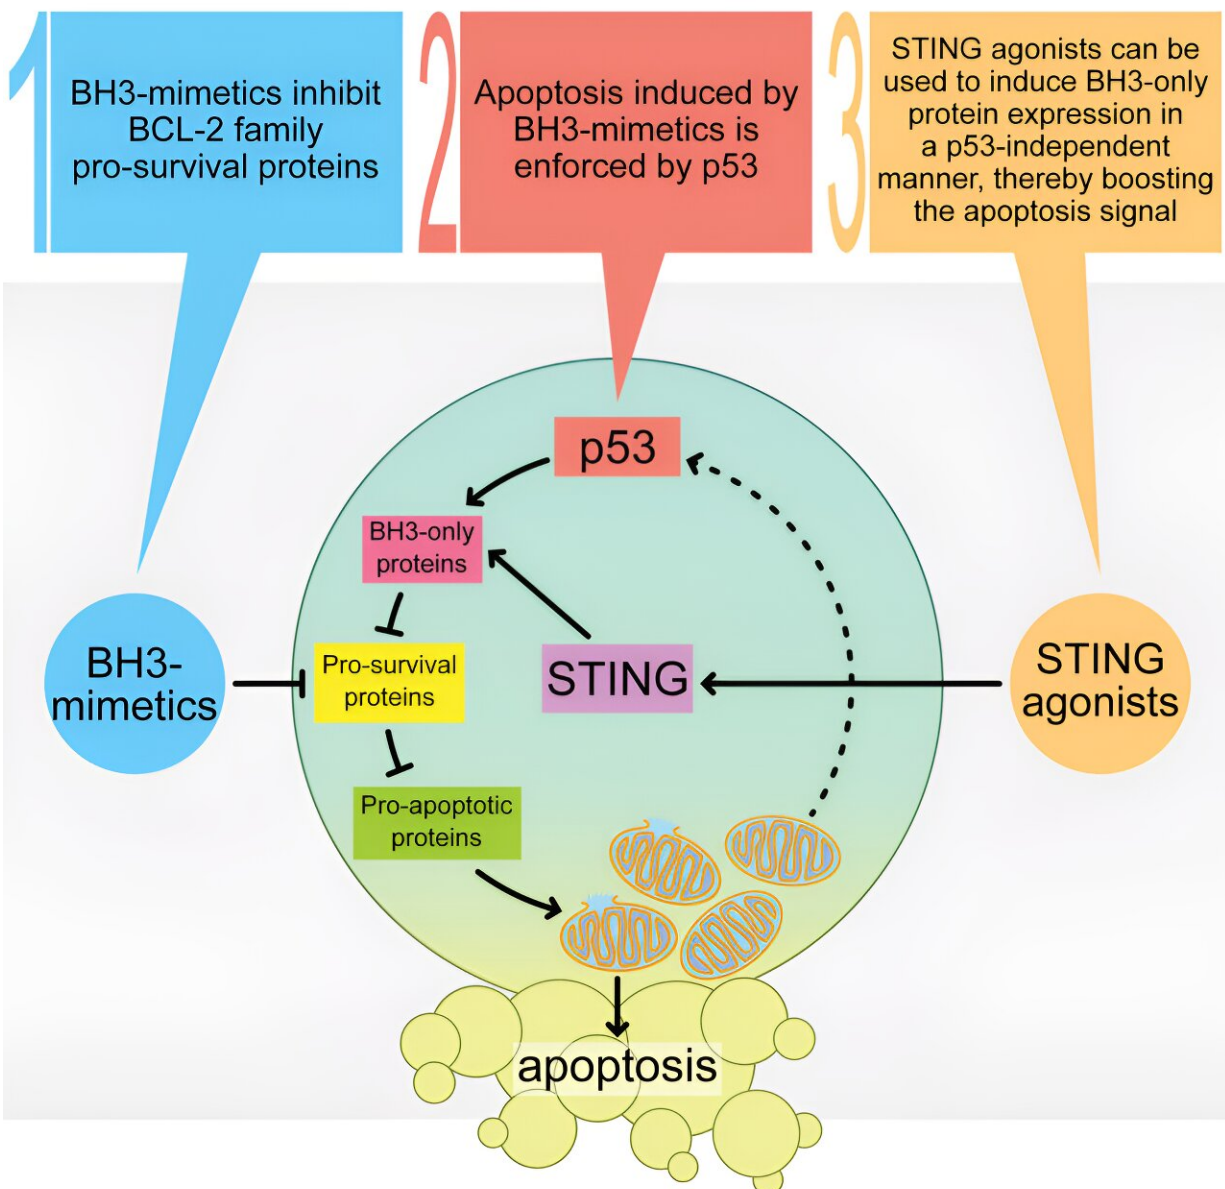 1
BH3-mimetics inhibit
BCL-2 family
pro-survival proteins
2
Apoptosis induced by
BH3-mimetics is
enforced by p53
3
STING agonists can be
used to induce BH3-only
protein expression in
a p53-independent
manner, thereby boosting
the apoptosis signal
p53
BH3-only
proteins
BH3-
mimetics
Pro-survival
proteins
STING
STING
agonists
Pro-apoptotic
proteins
apoptosis